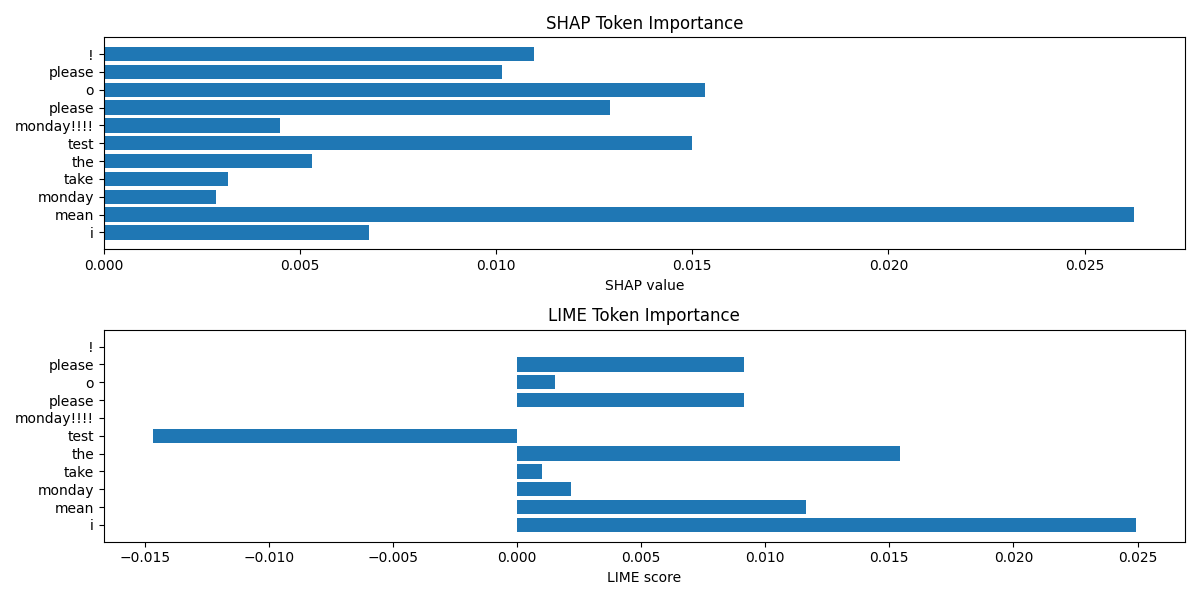 SHAP Token Importance
!
please
o
please
monday!!!!
test
the
take
monday
mean
i
0.000 0.005 0.010 0.015 0.020 0.025
SHAP value
LIME Token Importance
!
please
o
please
monday!!!!
test
the
take
monday
mean
i
−0.015 −0.010 −0.005 0.000 0.005 0.010 0.015 0.020 0.025
LIME score